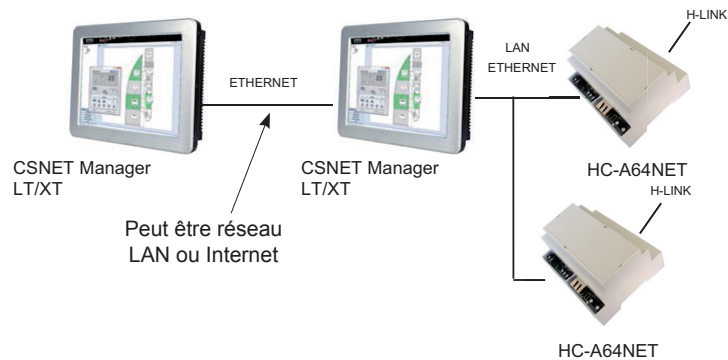 H-LINK
LAN
ETHERNET
ETHERNET
CSNET Manager
LT/XT
CSNET Manager
LT/XT
HC-A64NET
H-LINK
Peut être réseau
LAN ou Internet
HC-A64NET